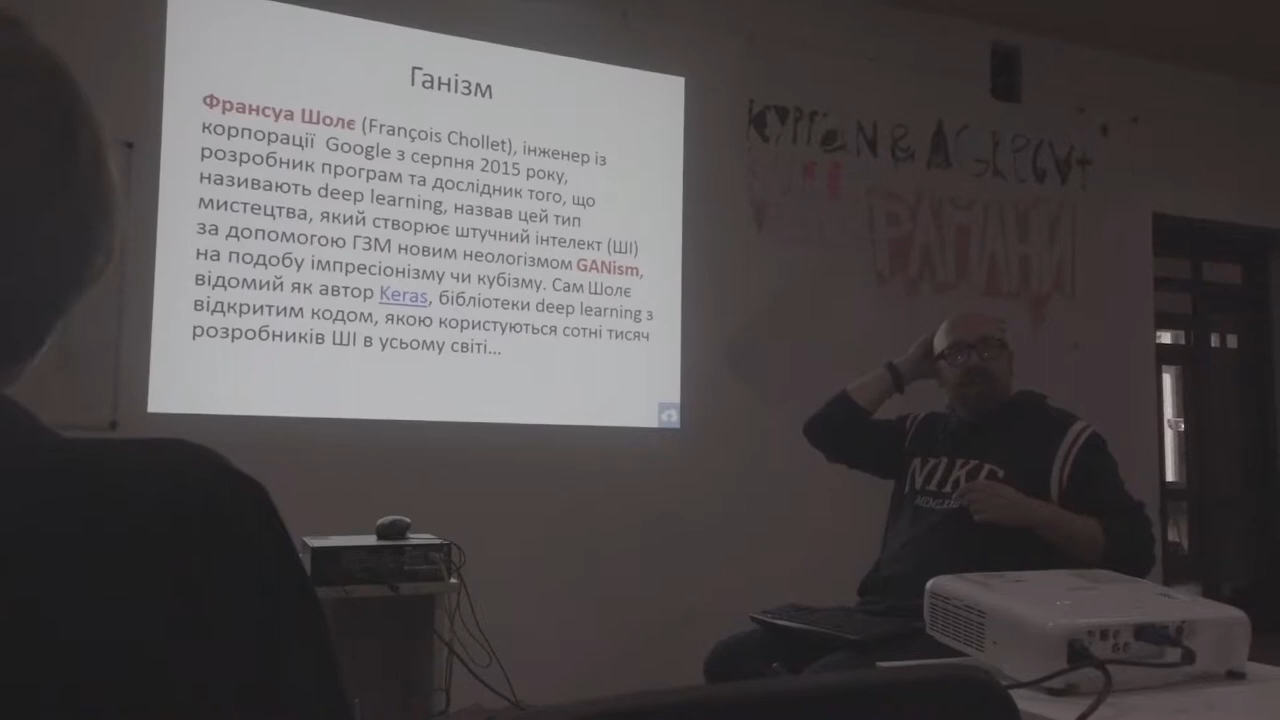 Ганізм
Франсуа Шолє (François Chollet), інженер із
корпорації Google з серпня 2015 року,
розробник програм та дослідник того, що
називають deep learning, назвав цей тип
мистецтва, який створює штучний інтелект (ШІ)
за допомогою ГЗМ новим неологізмом GANism,
на подобу імпресіонізму чи кубізму. Сам Шолє
відомий як автор Keras, бібліотеки deep learning з
відкритим кодом, якою користуються сотні тисяч
розробників ШІ в усьому світі...
NIKE